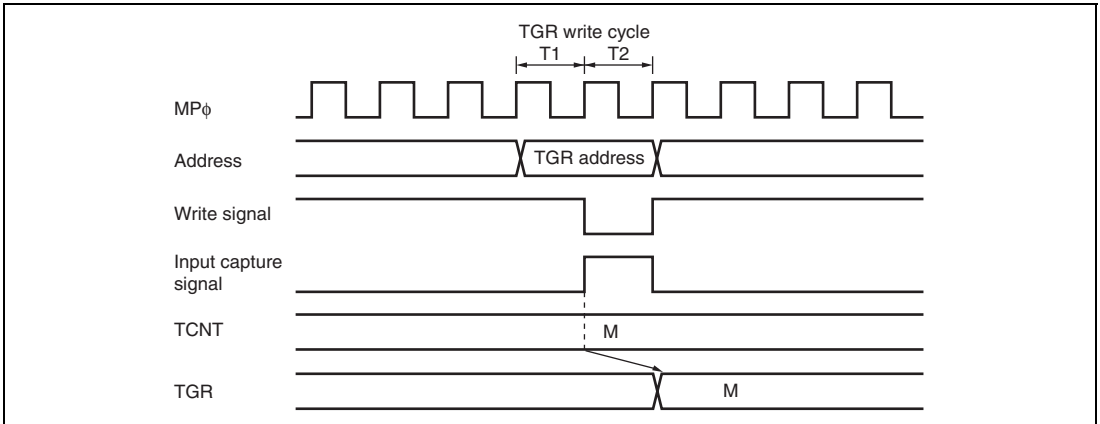 TGR write cycle
T1 T2
MPϕ
Address
TGR address
Write signal
Input capture
signal
TCNT
M
TGR
M